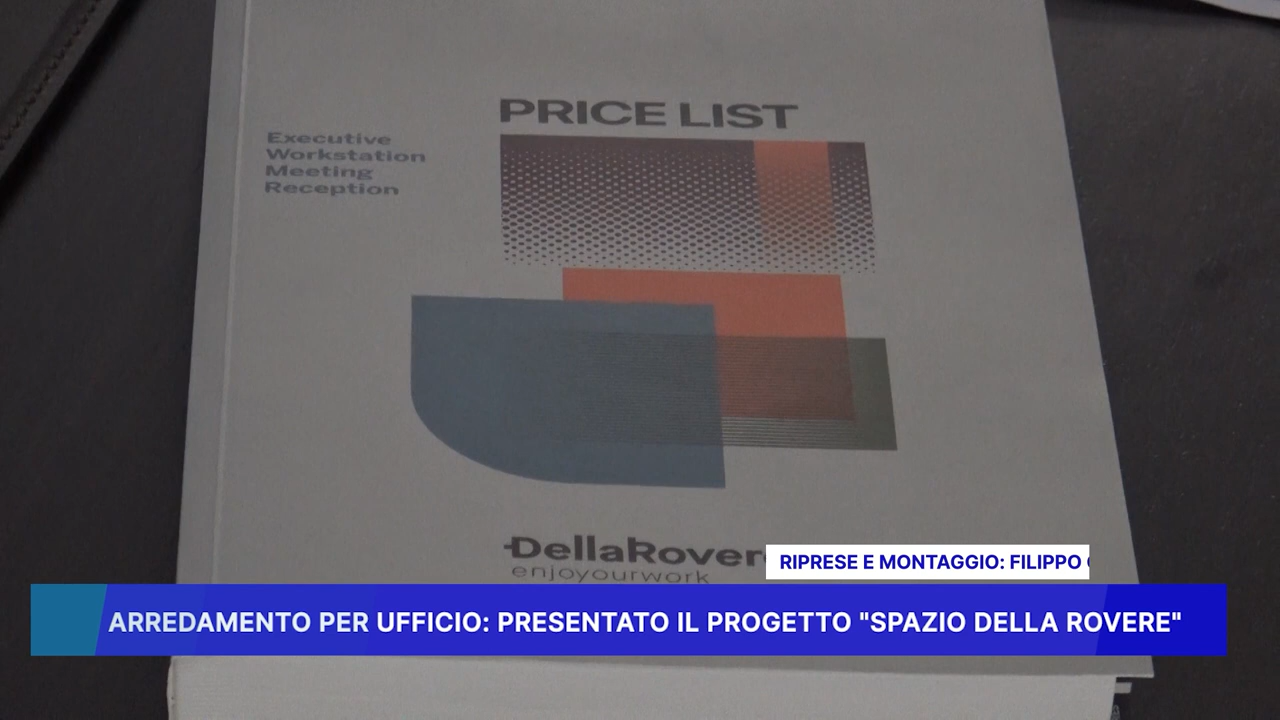 PRICE LIST
Executive
Workstation
Meeting
Reception
DellaRover
enjoyourwork
RIPRESE E MONTAGGIO: FILIPPO
ARREDAMENTO PER UFFICIO: PRESENTATO IL PROGETTO "SPAZIO DELLA ROVERE"